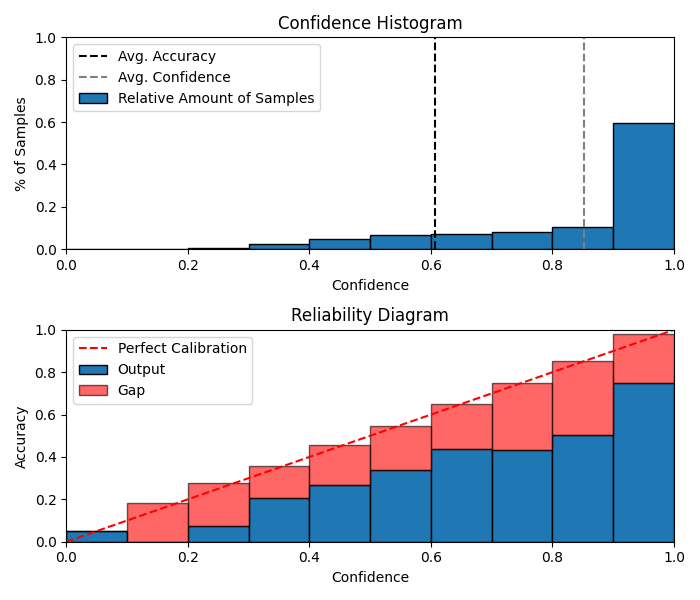 Confidence Histogram
1.0
0.8
0.6
0.4
0.2
0.0
% of Samples
Avg. Accuracy
Avg. Confidence
Relative Amount of Samples
0.0 0.2 0.4 0.6 0.8 1.0
Confidence
Reliability Diagram
1.0
0.8
0.6
0.4
0.2
0.0
Accuracy
Perfect Calibration
Output
Gap
0.0 0.2 0.4 0.6 0.8 1.0
Confidence